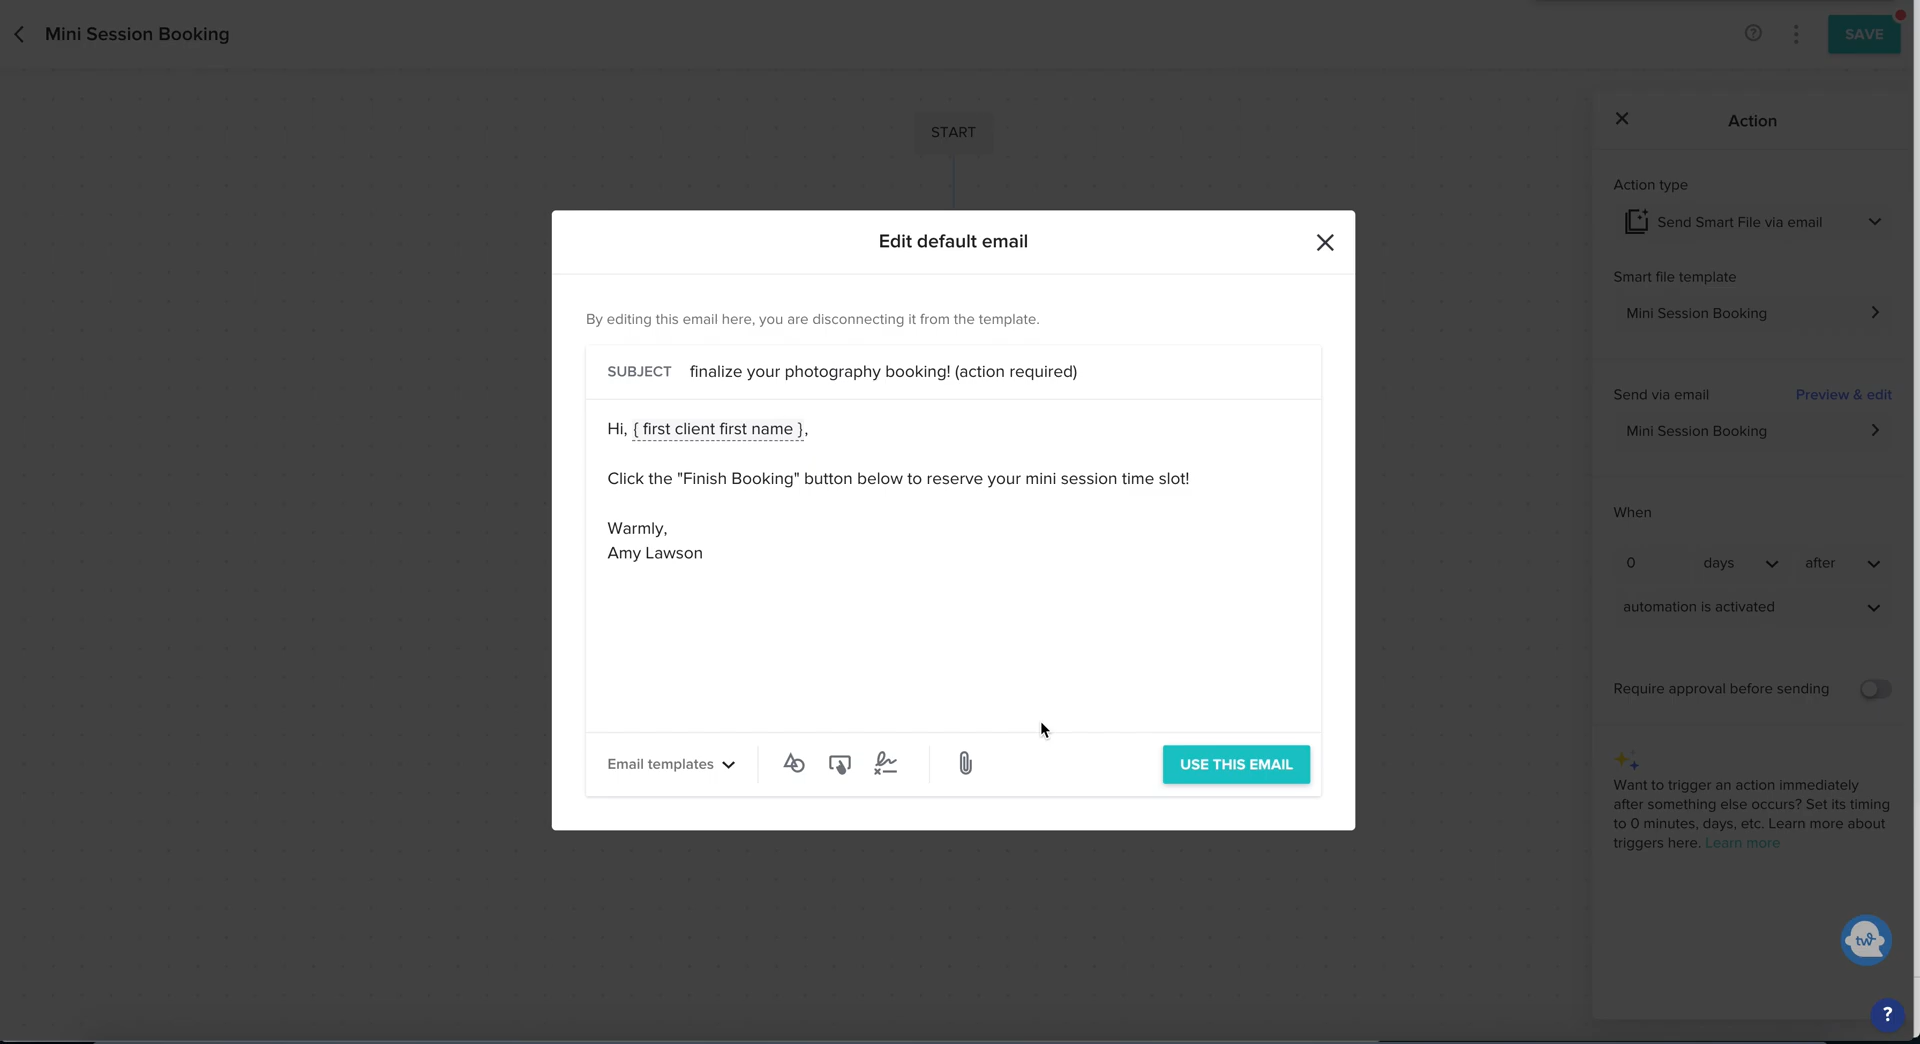 Mini Session Booking
SAVE
START
Action
Action type
Send Smart File via email
Smart file template
Mini Session Booking
Send via email Preview & edit
Mini Session Booking
When
0 days after
automation is activated
Require approval before sending
Want to trigger an action immediately
after something else occurs? Set its timing
to 0 minutes, days, etc. Learn more about
triggers here. Learn more
tw
?
Edit default email
By editing this email here, you are disconnecting it from the template.
SUBJECT finalize your photography booking! (action required)
Hi, { first client first name },
Click the "Finish Booking" button below to reserve your mini session time slot!
Warmly,
Amy Lawson
Email templates
USE THIS EMAIL